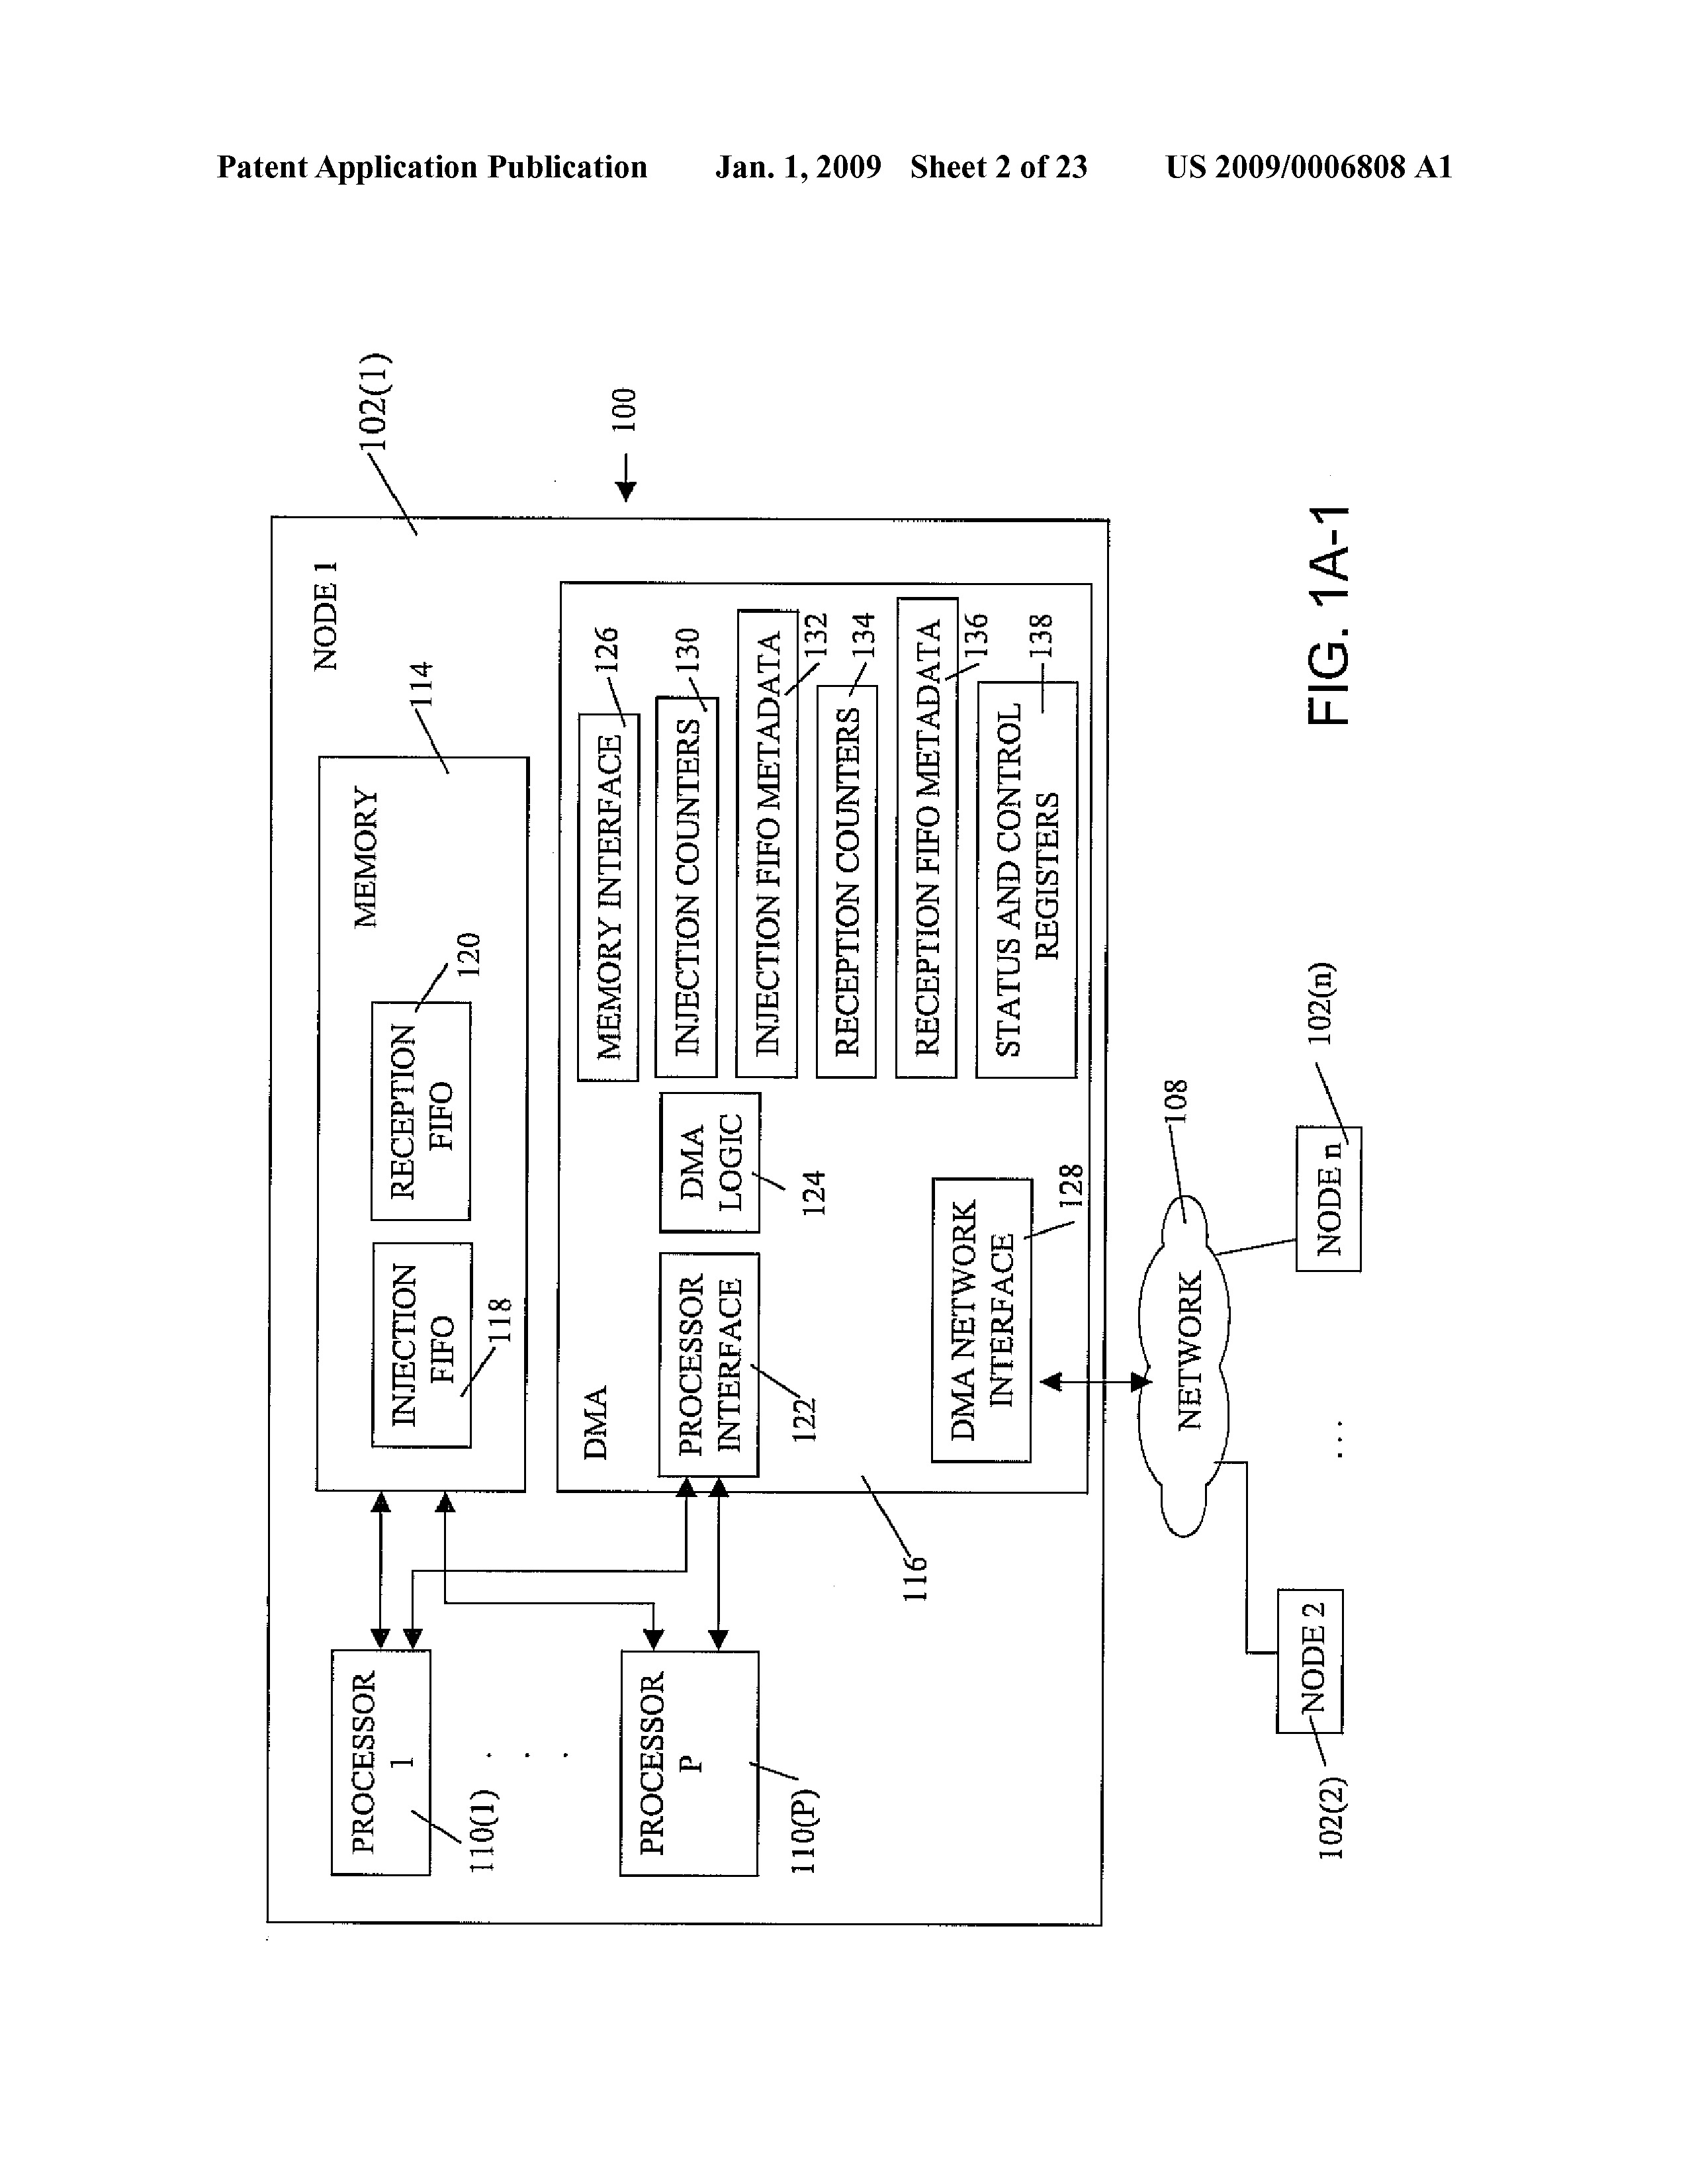 Patent Application Publication Jan. 1, 2009 Sheet 2 of 23 US 2009/0006808 A1
102(1)
100
NODE 1
114
MEMORY
INJECTION
FIFO
118
RECEPTION
FIFO
120
PROCESSOR
1
110(1)
. . .
PROCESSOR
P
110(P)
DMA
116
PROCESSOR
INTERFACE
122
DMA
LOGIC
124
MEMORY INTERFACE
126
INJECTION COUNTERS
130
INJECTION FIFO METADATA
132
RECEPTION COUNTERS
134
RECEPTION FIFO METADATA
136
STATUS AND CONTROL
REGISTERS
138
DMA NETWORK
INTERFACE
128
NETWORK
108
NODE 2
102(2)
. . .
NODE n
102(n)
FIG. 1A-1